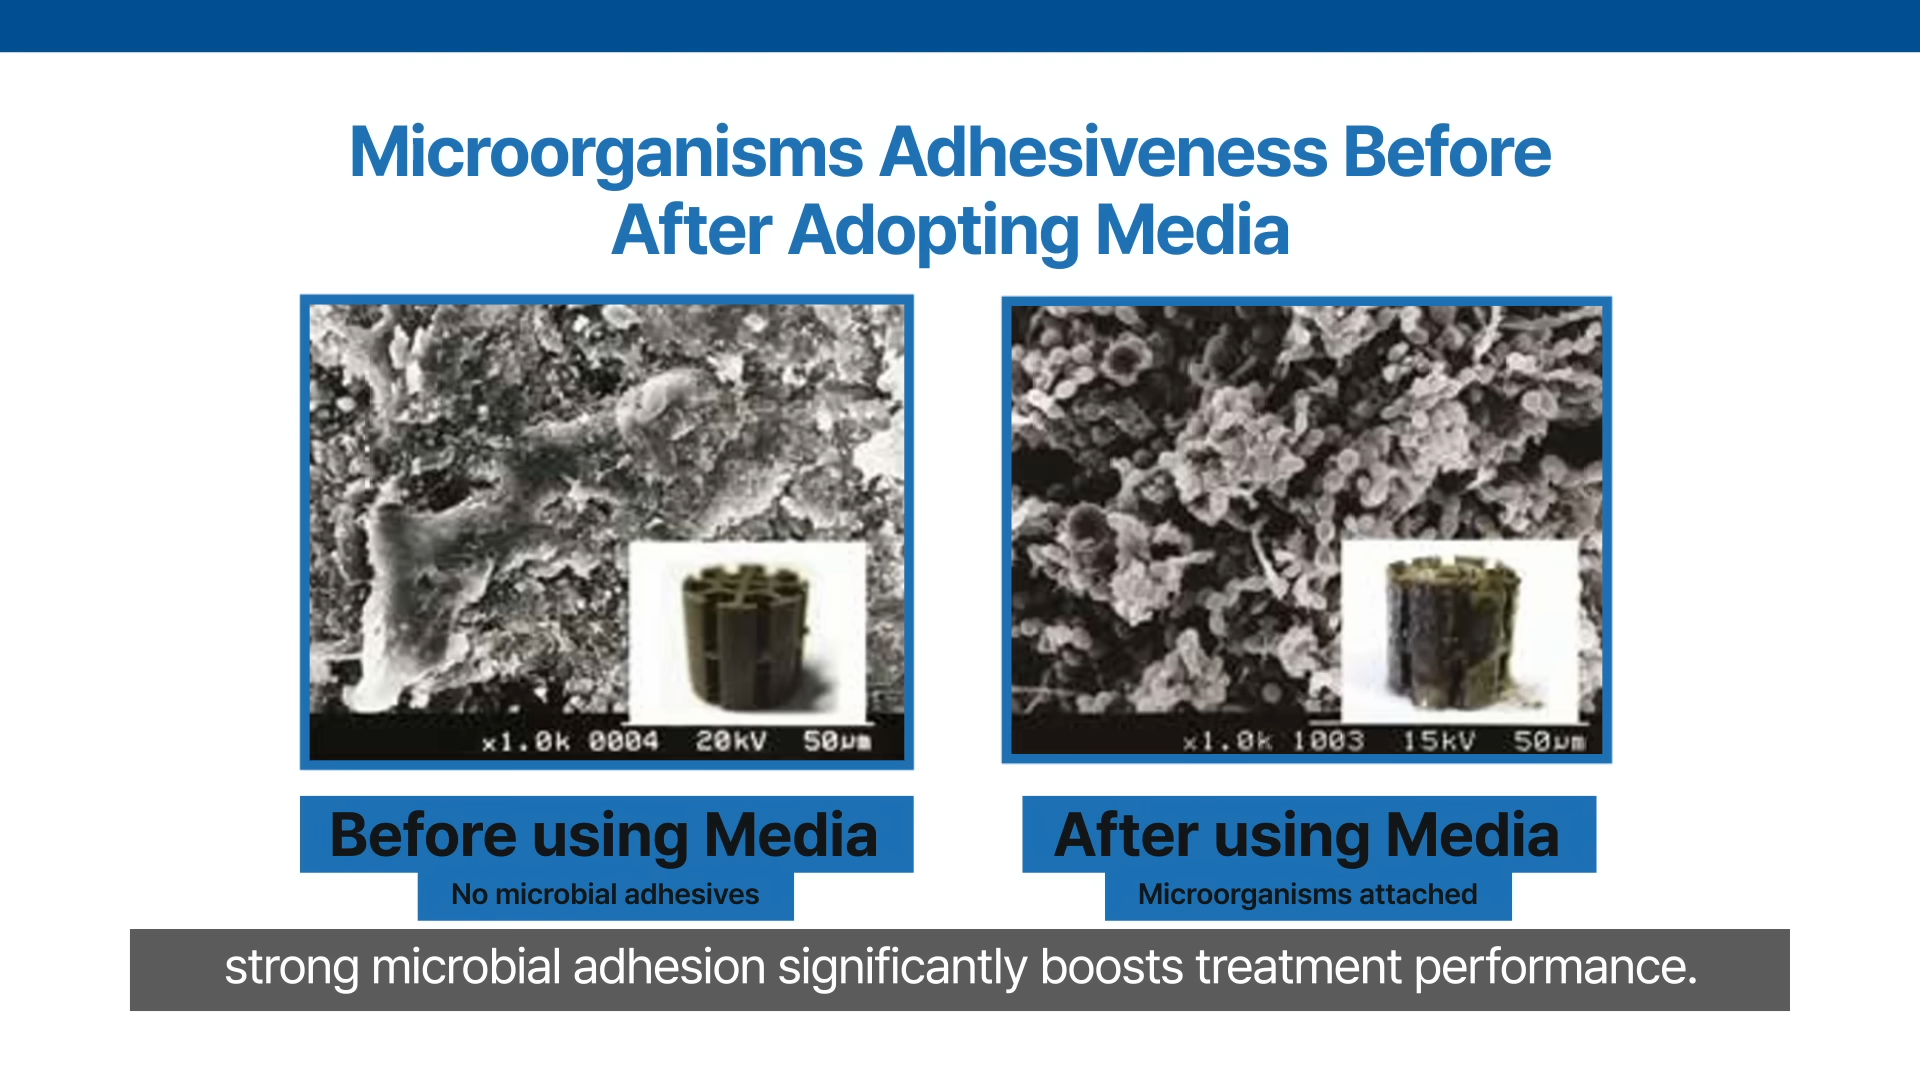 Microorganisms Adhesiveness Before
After Adopting Media
x1.0k 0004 20kV 50µm
x1.0k 1003 15kV 50µm
Before using Media
No microbial adhesives
After using Media
Microorganisms attached
strong microbial adhesion significantly boosts treatment performance.